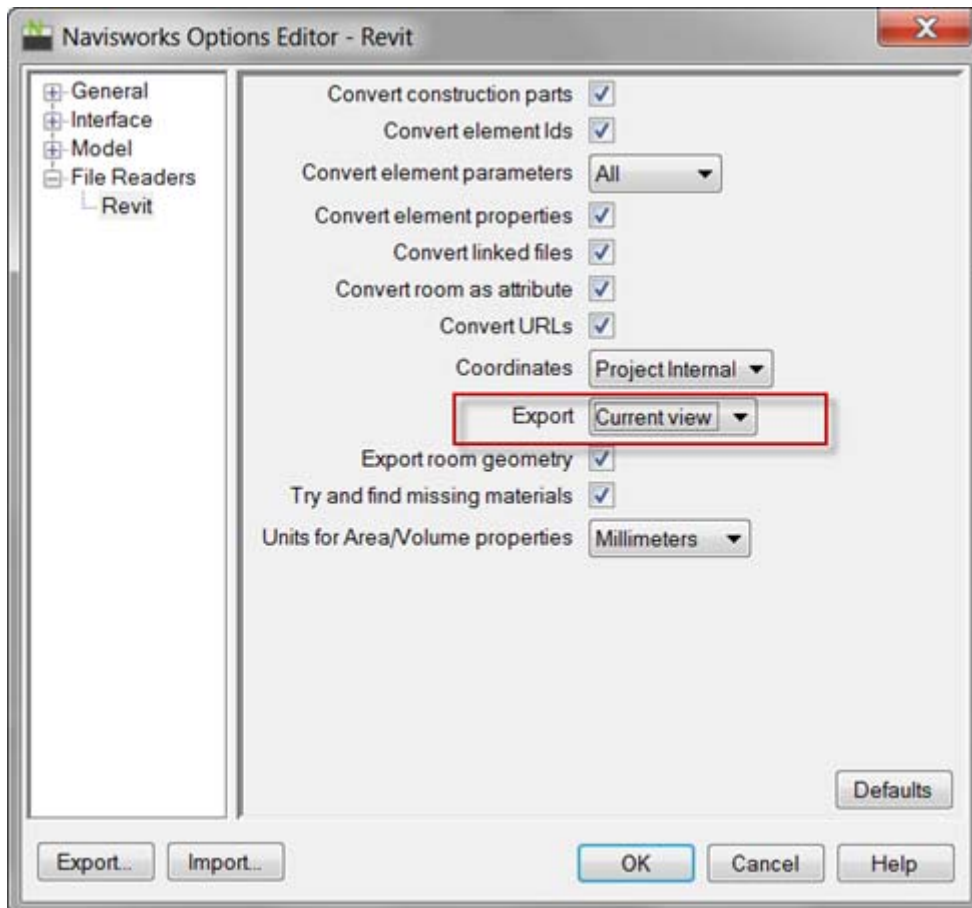 Navisworks Options Editor - Revit
General
Interface
Model
File Readers
Revit
Convert construction parts
Convert element Ids
Convert element parameters All
Convert element properties
Convert linked files
Convert room as attribute
Convert URLs
Coordinates Project Internal
Export Current view
Export room geometry
Try and find missing materials
Units for Area/Volume properties Millimeters
Defaults
Export... Import... OK Cancel Help